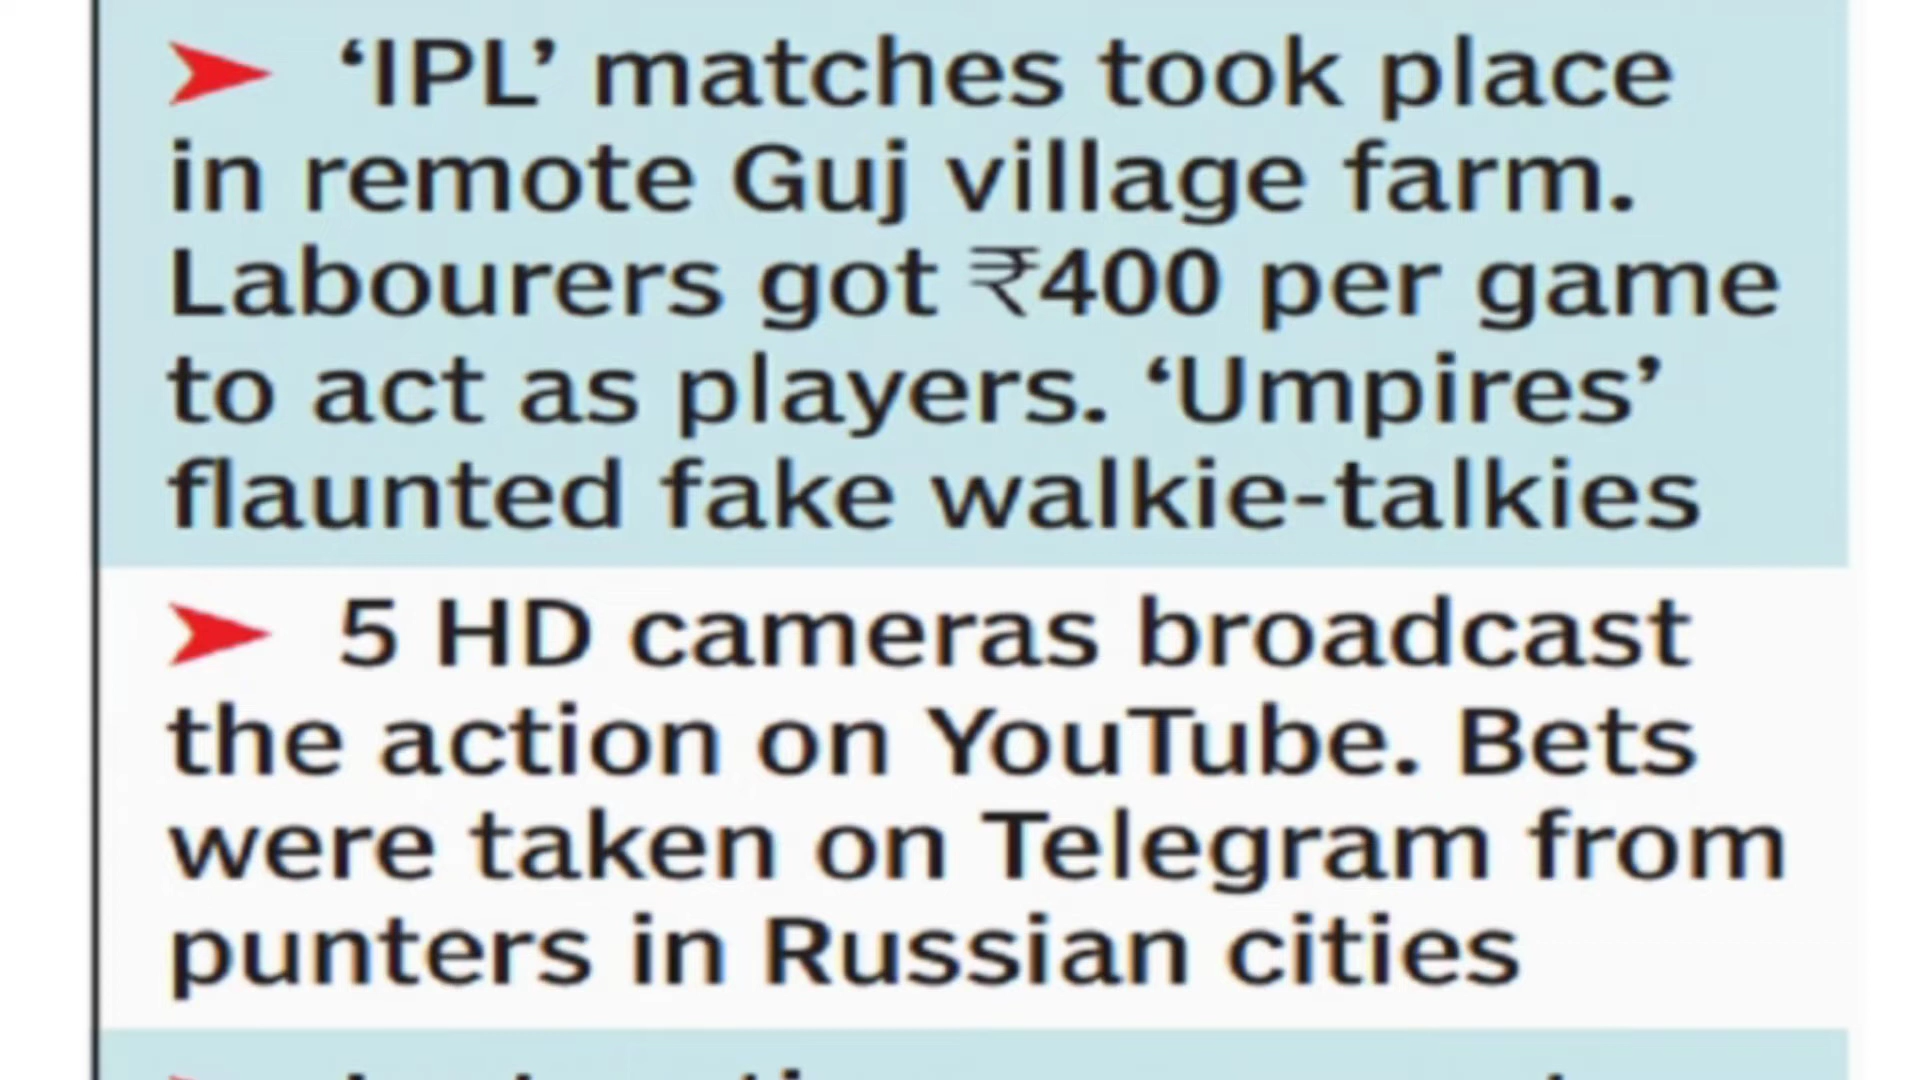 ‘IPL’ matches took place
in remote Guj village farm.
Labourers got ₹400 per game
to act as players. ‘Umpires’
flaunted fake walkie-talkies
5 HD cameras broadcast
the action on YouTube. Bets
were taken on Telegram from
punters in Russian cities